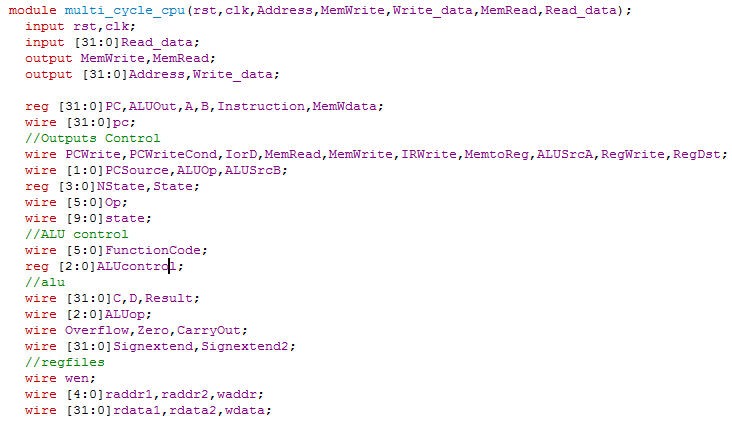 module multi_cycle_cpu(rst,clk,Address,MemWrite,Write_data,MemRead,Read_data);
input rst,clk;
input [31:0]Read_data;
output MemWrite,MemRead;
output [31:0]Address,Write_data;
reg [31:0]PC,ALUOut,A,B,Instruction,MemWdata;
wire [31:0]pc;
//Outputs Control
wire PCWrite,PCWriteCond,IorD,MemRead,MemWrite,IRWrite,MemtoReg,ALUSrcA,RegWrite,RegDst;
wire [1:0]PCSource,ALUOp,ALUSrcB;
reg [3:0]NState,State;
wire [5:0]Op;
wire [9:0]state;
//ALU control
wire [5:0]FunctionCode;
reg [2:0]ALUcontrol;
//alu
wire [31:0]C,D,Result;
wire [2:0]ALUop;
wire Overflow,Zero,CarryOut;
wire [31:0]Signextend,Signextend2;
//regfiles
wire wen;
wire [4:0]raddr1,raddr2,waddr;
wire [31:0]rdata1,rdata2,wdata;